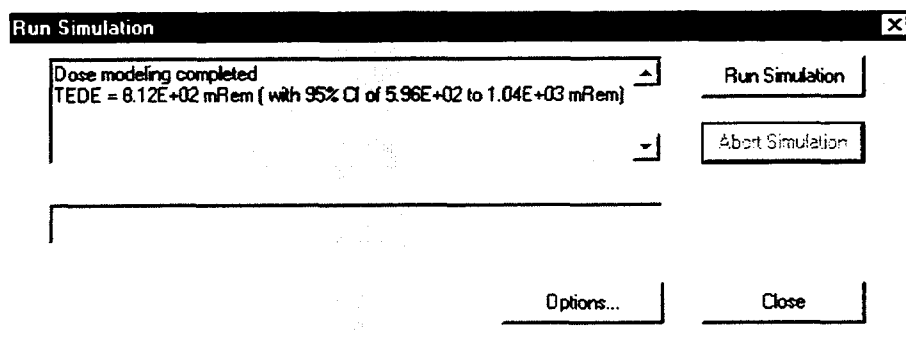 Run Simulation
Dose modeling completed
TEDE = 8.12E+02 mRem ( with 95% CI of 5.96E+02 to 1.04E+03 mRem)
Run Simulation
Abort Simulation
Options...
Close